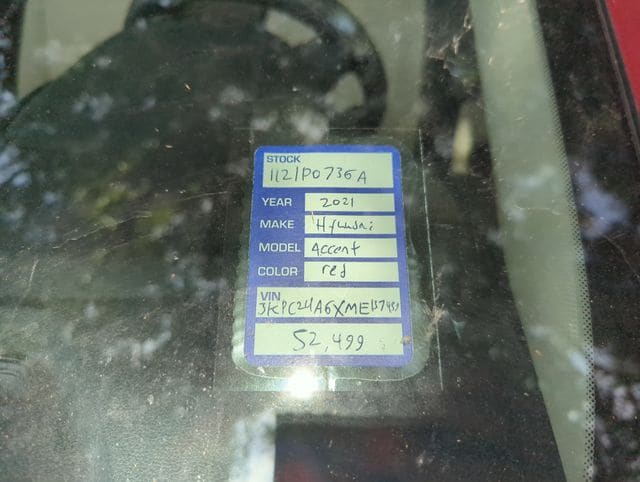 STOCK
1121P0736A
YEAR 2021
MAKE Hyundai
MODEL Accent
COLOR red
VIN
52,499